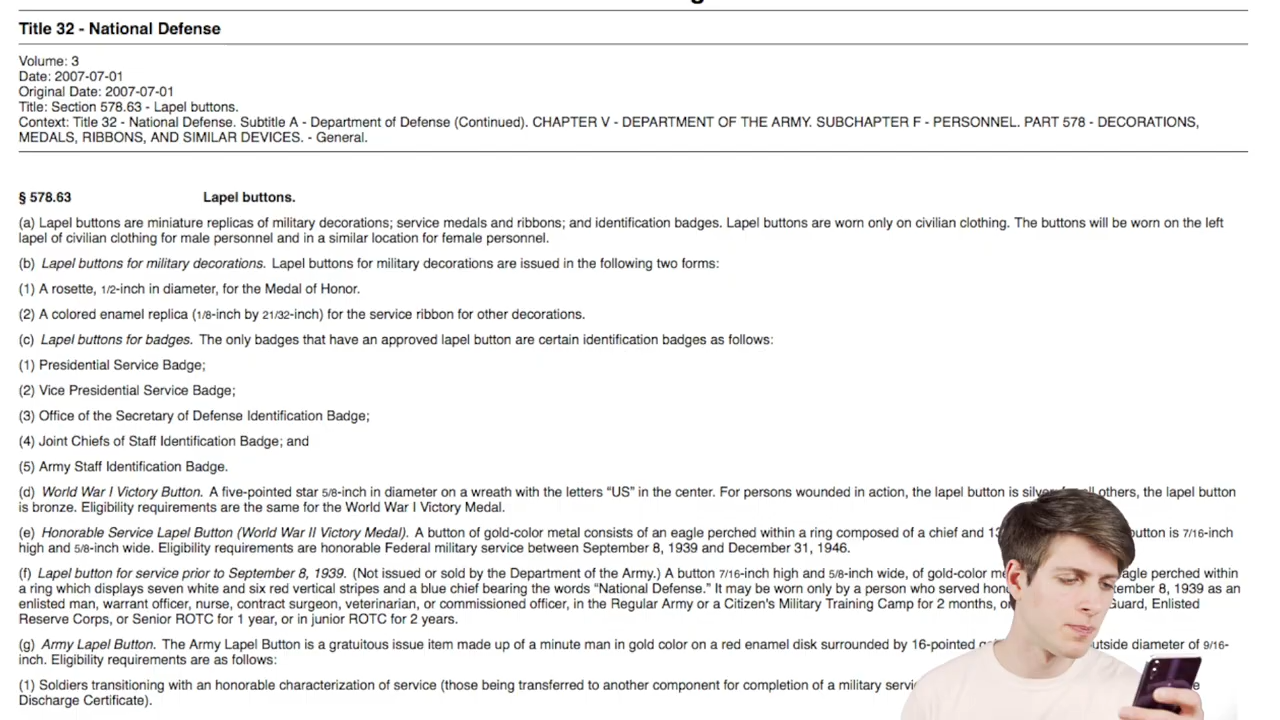 Title 32 - National Defense
Volume: 3
Date: 2007-07-01
Original Date: 2007-07-01
Title: Section 578.63 - Lapel buttons.
Context: Title 32 - National Defense. Subtitle A - Department of Defense (Continued). CHAPTER V - DEPARTMENT OF THE ARMY. SUBCHAPTER F - PERSONNEL. PART 578 - DECORATIONS,
MEDALS, RIBBONS, AND SIMILAR DEVICES. - General.
§ 578.63 Lapel buttons.
(a) Lapel buttons are miniature replicas of military decorations; service medals and ribbons; and identification badges. Lapel buttons are worn only on civilian clothing. The buttons will be worn on the left
lapel of civilian clothing for male personnel and in a similar location for female personnel.
(b) Lapel buttons for military decorations. Lapel buttons for military decorations are issued in the following two forms:
(1) A rosette, 1/2-inch in diameter, for the Medal of Honor.
(2) A colored enamel replica (1/8-inch by 21/32-inch) for the service ribbon for other decorations.
(c) Lapel buttons for badges. The only badges that have an approved lapel button are certain identification badges as follows:
(1) Presidential Service Badge;
(2) Vice Presidential Service Badge;
(3) Office of the Secretary of Defense Identification Badge;
(4) Joint Chiefs of Staff Identification Badge; and
(5) Army Staff Identification Badge.
(d) World War I Victory Button. A five-pointed star 5/8-inch in diameter on a wreath with the letters “US” in the center. For persons wounded in action, the lapel button is others, the lapel button
is bronze. Eligibility requirements are the same for the World War I Victory Medal.
(e) Honorable Service Lapel Button (World War II Victory Medal). A button of gold-color metal consists of an eagle perched within a ring composed of a chief and button is 7/16-inch
high and 5/8-inch wide. Eligibility requirements are honorable Federal military service between September 8, 1939 and December 31, 1946.
(f) Lapel button for service prior to September 8, 1939. (Not issued or sold by the Department of the Army.) A button 7/16-inch high and 5/8-inch wide, of gold-color perched within
a ring which displays seven white and six red vertical stripes and a blue chief bearing the words “National Defense.” It may be worn only by a person who served 8, 1939 as an
enlisted man, warrant officer, nurse, contract surgeon, veterinarian, or commissioned officer, in the Regular Army or a Citizen's Military Training Camp for 2 months, Guard, Enlisted
Reserve Corps, or Senior ROTC for 1 year, or in junior ROTC for 2 years.
(g) Army Lapel Button. The Army Lapel Button is a gratuitous issue item made up of a minute man in gold color on a red enamel disk surrounded by 16-pointed diameter of 9/16-
inch. Eligibility requirements are as follows:
(1) Soldiers transitioning with an honorable characterization of service (those being transferred to another component for completion of a military
Discharge Certificate).